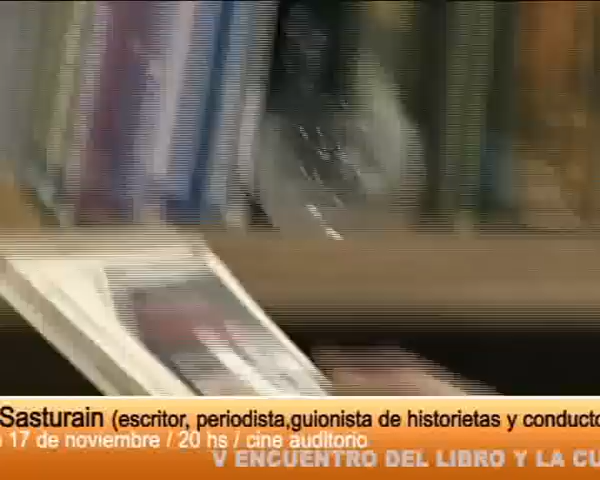 Sasturain (escritor, periodista,guionista de historietas y conducto
17 de noviembre / 20 hs / cine auditorio
V ENCUENTRO DEL LIBRO Y LA CU